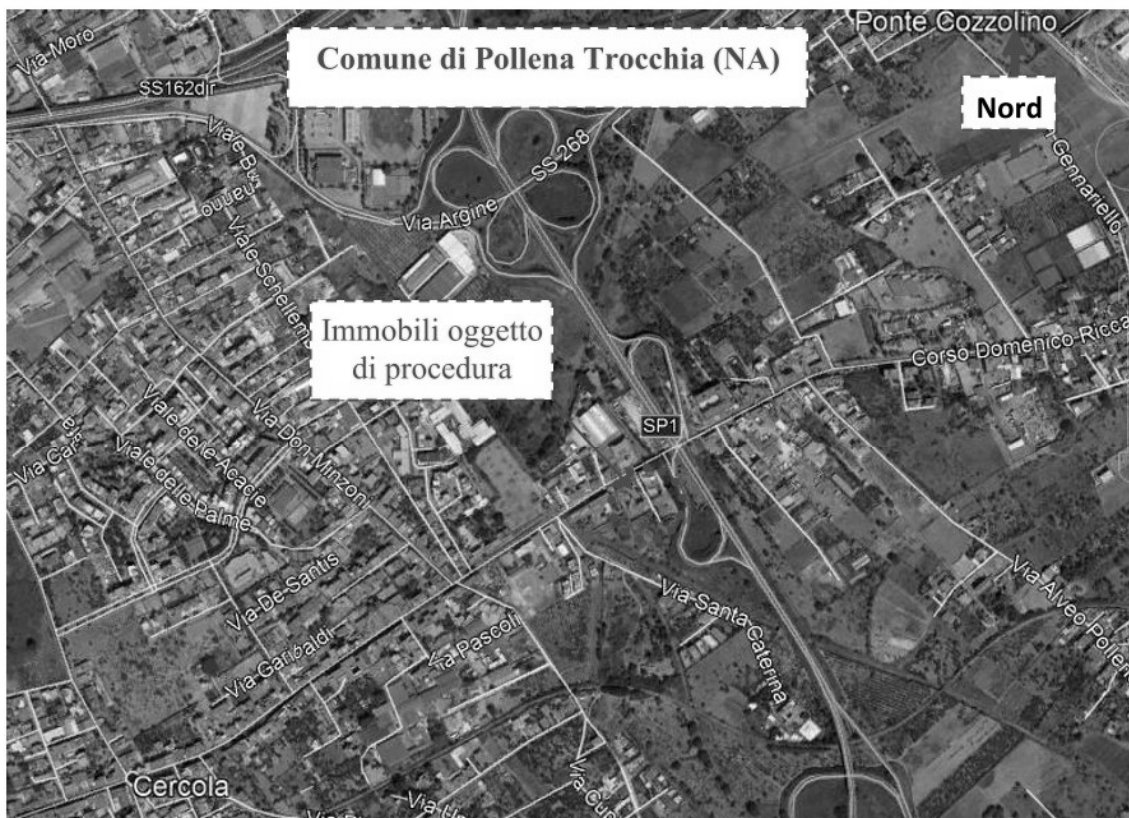 Ponte Cozzolino
Via Moro
Comune di Pollena Trocchia (NA)
SS162dir
Nord
SS 268
Gennariello
Via Argine
Viale Schellem
Immobili oggetto
di procedura
Corso Domenico Ricca
SP1
Viale delle Acacie
Via Don Minzoni
Viale delle Palme
Via De Santis
Via Santa
Caterina
Via Alveo Pollen
Via Garibaldi
Via Pascoli
Cercola